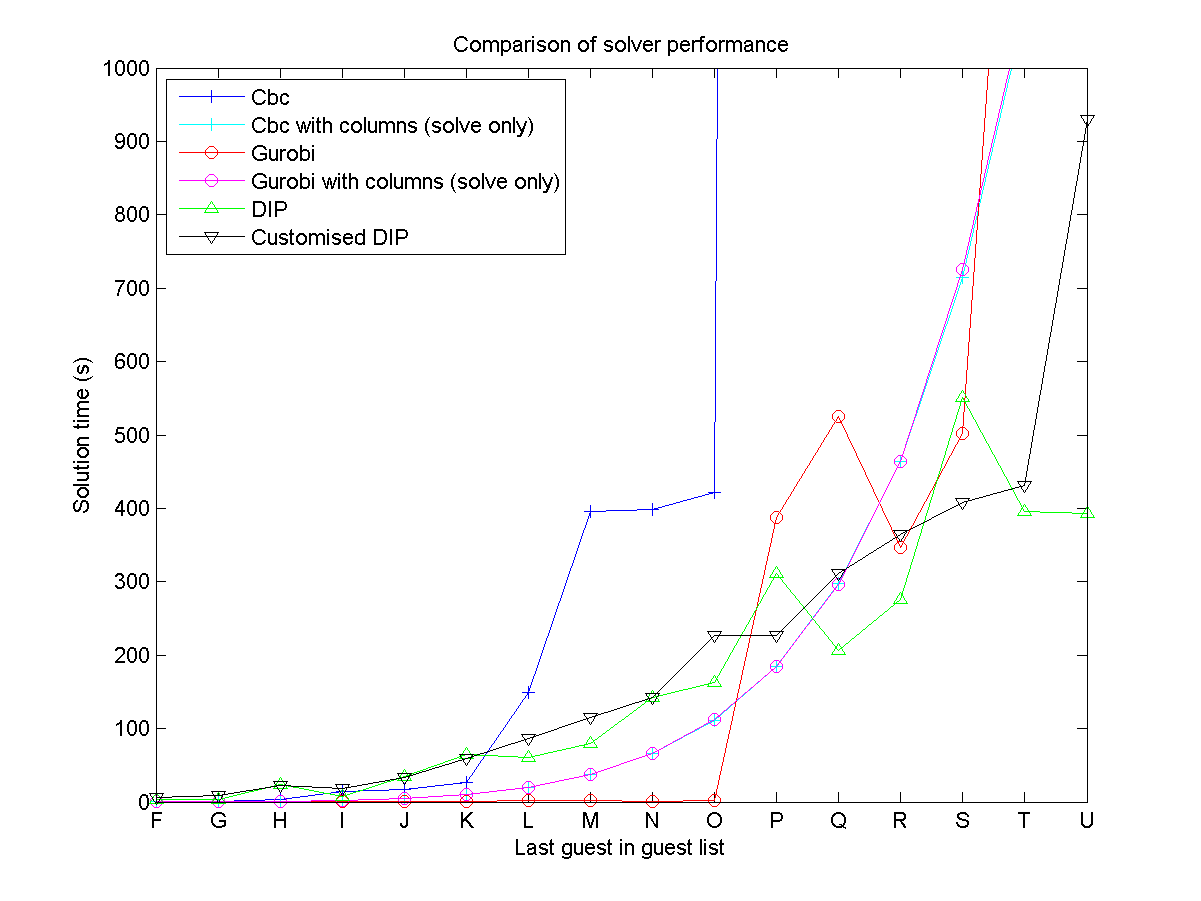 Comparison of solver performance
1000
900
800
700
600
500
400
300
200
100
0
Solution time (s)
Cbc
Cbc with columns (solve only)
Gurobi
Gurobi with columns (solve only)
DIP
Customised DIP
F G H I J K L M N O P Q R S T U
Last guest in guest list